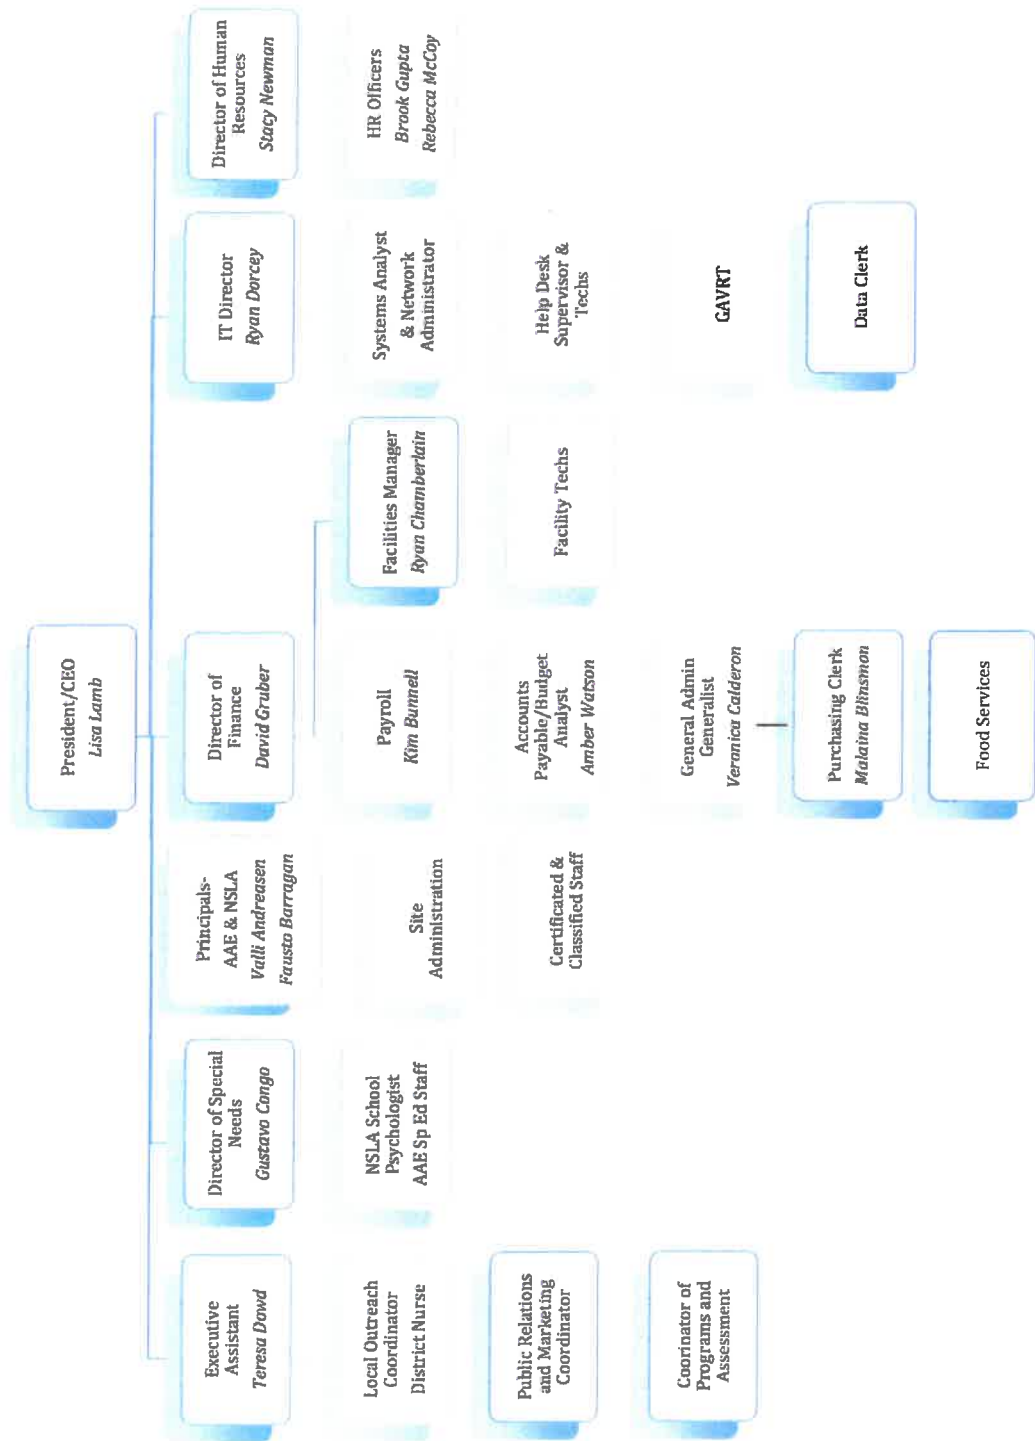 President/CEO
Lisa Lamb
Executive
Assistant
Teresa Dowd
Local Outreach
Coordinator
District Nurse
Public Relations
and Marketing
Coordinator
Coorinator of
Programs and
Assessment
Director of Special
Needs
Gustavo Congo
NSLA School
Psychologist
AAE Sp Ed Staff
Principals-
AAE & NSLA
Valli Andreasen
Fausto Barragan
Site
Administration
Certificated &
Classified Staff
Director of
Finance
David Gruber
Payroll
Kim Bunnell
Accounts
Payable/Budget
Analyst
Amber Watson
General Admin
Generalist
Veronica Calderon
Purchasing Clerk
Malaina Blinsmon
Food Services
Facilities Manager
Ryan Chamberlain
Facility Techs
IT Director
Ryan Dorcey
Systems Analyst
& Network
Administrator
Help Desk
Supervisor &
Techs
GAVRT
Data Clerk
Director of Human
Resources
Stacy Newman
HR Officers
Brook Gupta
Rebecca McCoy